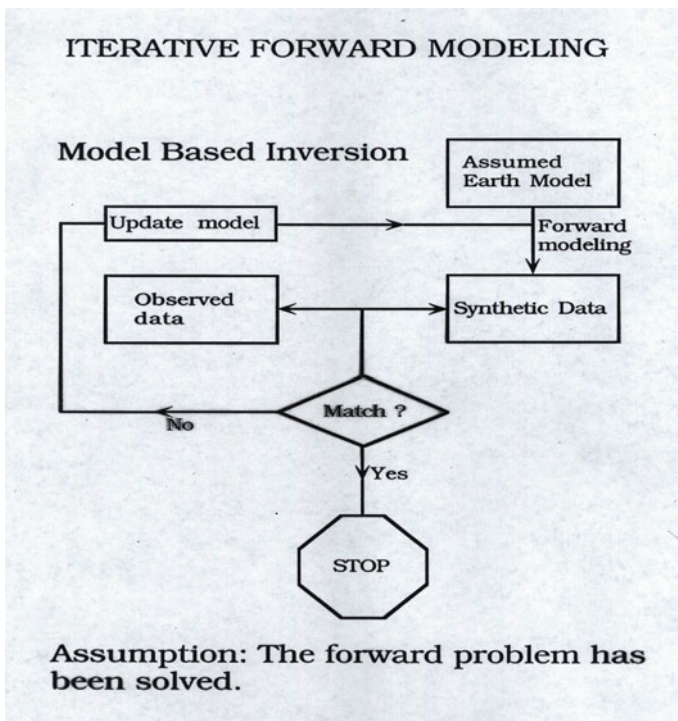 ITERATIVE FORWARD MODELING
Model Based Inversion
Assumed
Earth Model
Update model
Forward
modeling
Observed
data
Synthetic Data
Match ?
No
Yes
STOP
Assumption: The forward problem has
been solved.